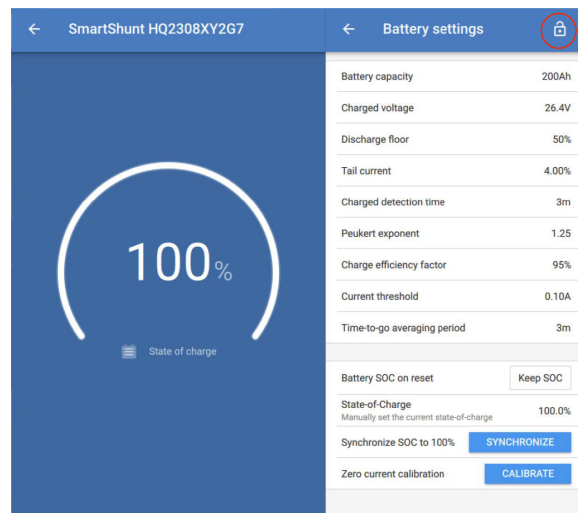 SmartShunt HQ2308XY2G7
100%
State of charge
Battery settings
Battery capacity 200Ah
Charged voltage 26.4V
Discharge floor 50%
Tail current 4.00%
Charged detection time 3m
Peukert exponent 1.25
Charge efficiency factor 95%
Current threshold 0.10A
Time-to-go averaging period 3m
Battery SOC on reset Keep SOC
State-of-Charge 100.0%
Manually set the current state-of-charge
Synchronize SOC to 100% SYNCHRONIZE
Zero current calibration CALIBRATE